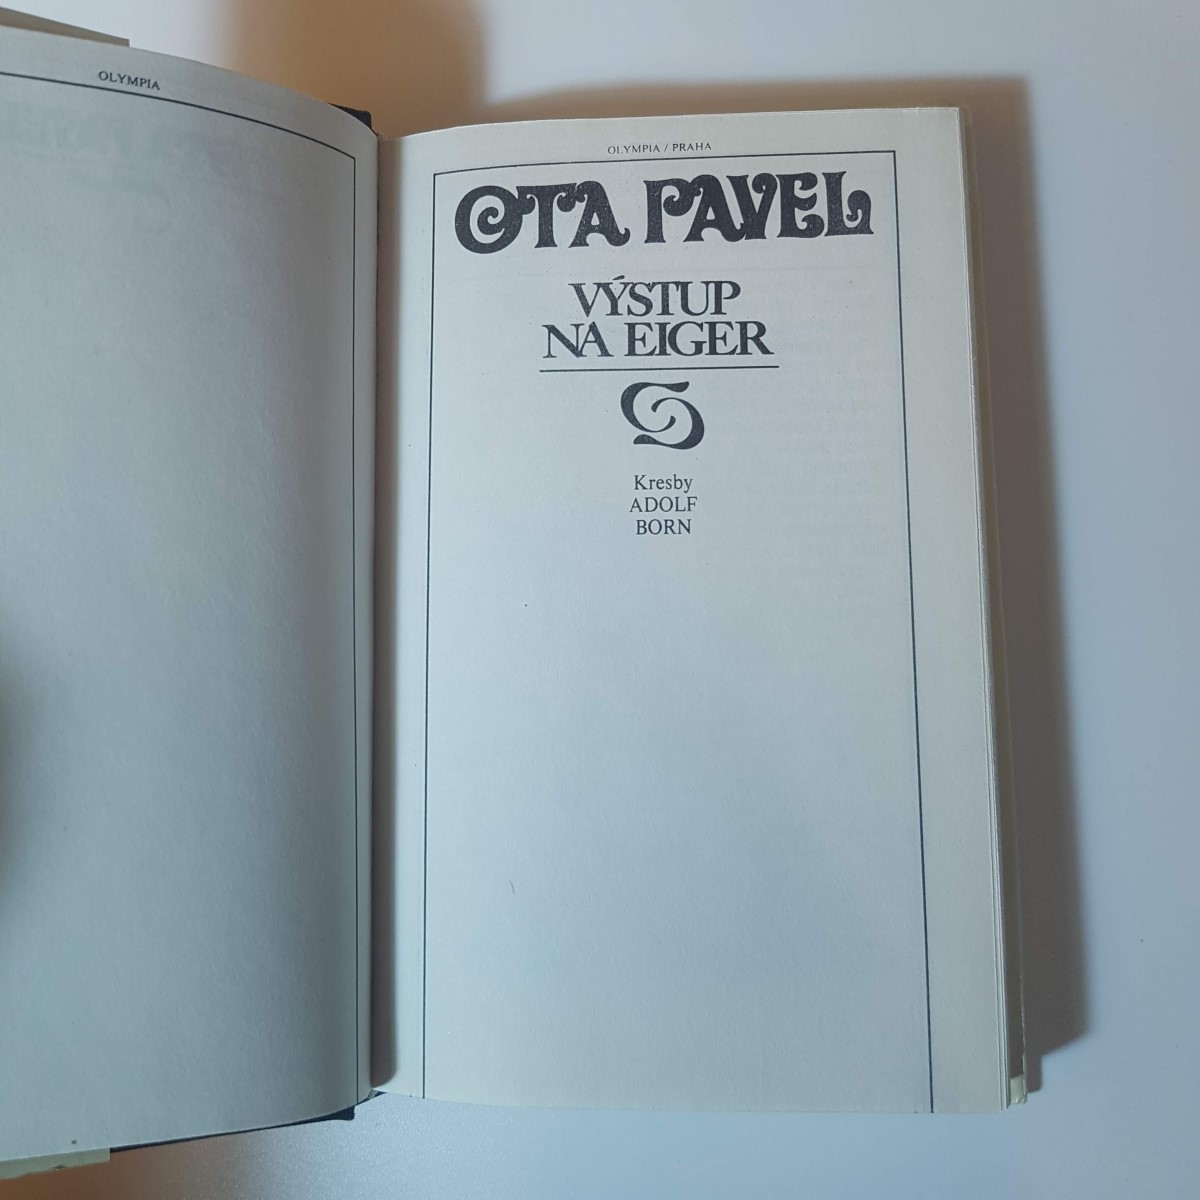 OLYMPIA
OLYMPIA / PRAHA
OTA PAVEL
VÝSTUP
NA EIGER
Kresby
ADOLF
BORN